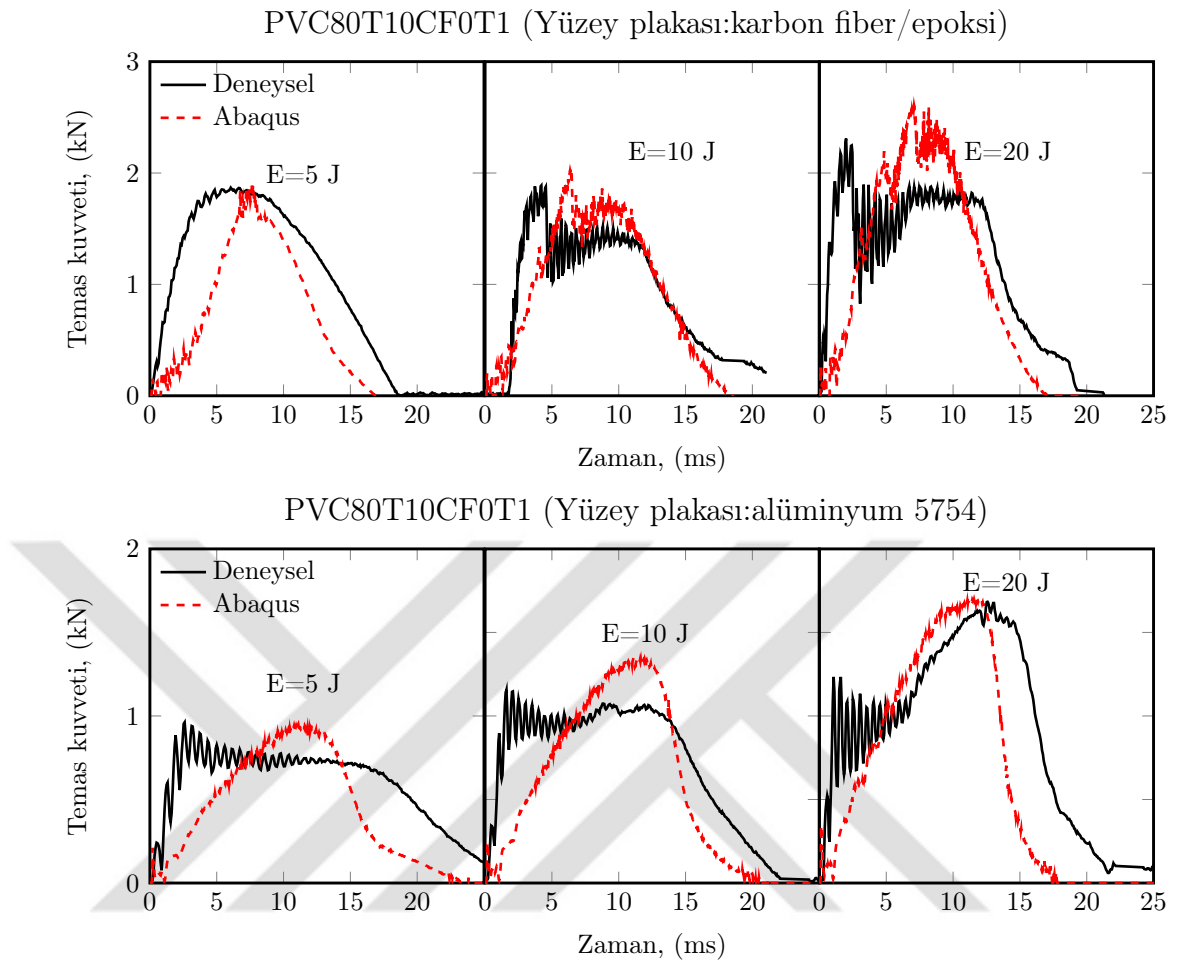 PVC80T10CF0T1 (Yüzey plakası:karbon fiber/epoksi)
Temas kuvveti, (kN)
3
2
1
0
Deneysel
Abaqus
E=5 J
E=10 J
E=20 J
0 5 10 15 20 0 5 10 15 20 0 5 10 15 20 25
Zaman, (ms)
PVC80T10CF0T1 (Yüzey plakası:alüminyum 5754)
Temas kuvveti, (kN)
2
1
0
Deneysel
Abaqus
E=5 J
E=10 J
E=20 J
0 5 10 15 20 0 5 10 15 20 0 5 10 15 20 25
Zaman, (ms)